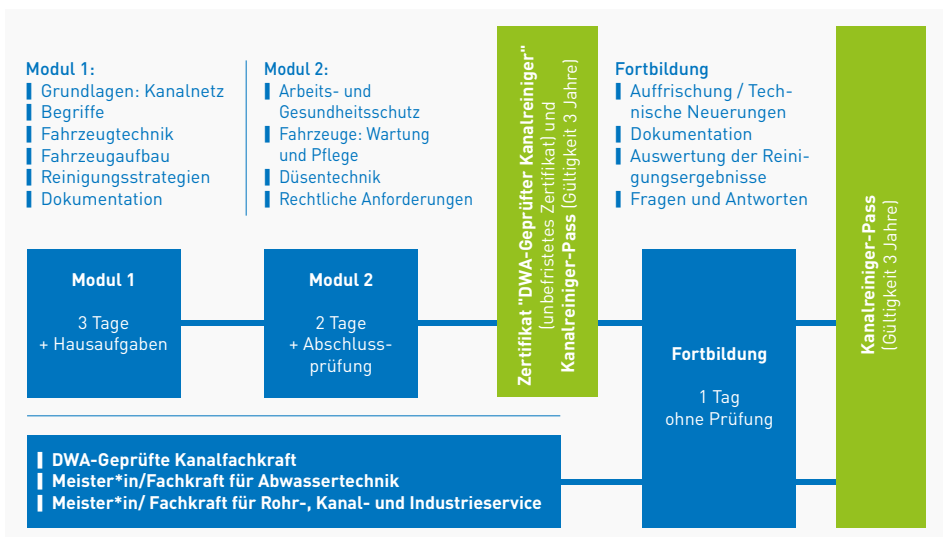 Modul 1:
Grundlagen: Kanalnetz
Begriffe
Fahrzeugtechnik
Fahrzeugaufbau
Reinigungsstrategien
Dokumentation
Modul 2:
Arbeits- und
Gesundheitsschutz
Fahrzeuge: Wartung
und Pflege
Düsentechnik
Rechtliche Anforderungen
Zertifikat "DWA-Geprüfter Kanalreiniger"
(unbefristetes Zertifikat) und
Kanalreiniger-Pass (Gültigkeit 3 Jahre)
Fortbildung
Auffrischung / Tech-
nische Neuerungen
Dokumentation
Auswertung der Reini-
gungsergebnisse
Fragen und Antworten
Kanalreiniger-Pass
(Gültigkeit 3 Jahre)
Modul 1
3 Tage
+ Hausaufgaben
Modul 2
2 Tage
+ Abschluss-
prüfung
Fortbildung
1 Tag
ohne Prüfung
DWA-Geprüfte Kanalfachkraft
Meister*in/Fachkraft für Abwassertechnik
Meister*in/ Fachkraft für Rohr-, Kanal- und Industrieservice